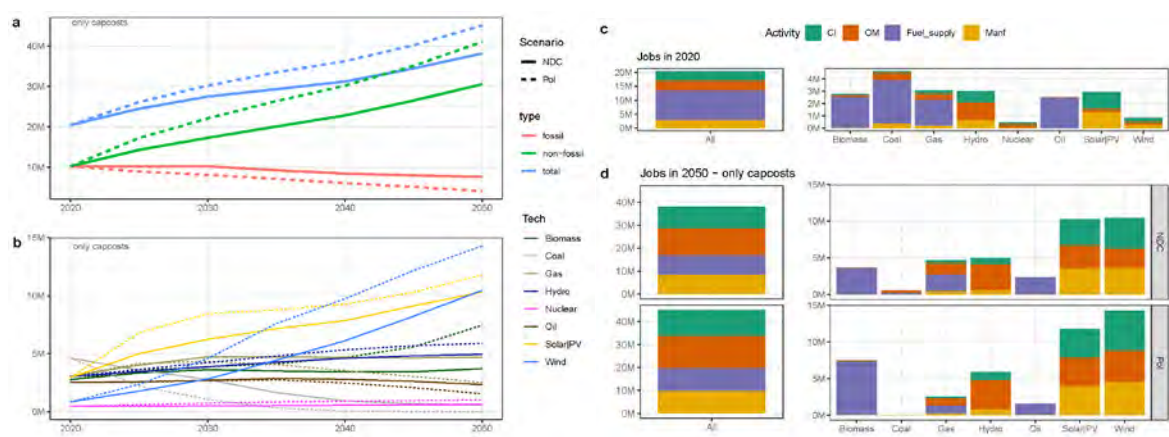 a
only capcosts
40M
30M
20M
10M
2020
2030
2040
2050
Scenario
NDC
Pol
type
fossil
non-fossil
total
b
only capcosts
15M
10M
5M
0M
2020
2030
2040
2050
Tech
Biomass
Coal
Gas
Hydro
Nuclear
Oil
Solar|PV
Wind
c
Activity CI OM Fuel_supply Manf
Jobs in 2020
20M
15M
10M
5M
0M
All
4M
3M
2M
1M
0M
Biomass Coal Gas Hydro Nuclear Oil Solar|PV Wind
d
Jobs in 2050 – only capcosts
40M
30M
20M
10M
0M
15M
10M
5M
0M
NDC
40M
30M
20M
10M
0M
All
15M
10M
5M
0M
Pol
Biomass Coal Gas Hydro Oil Solar/PV Wind